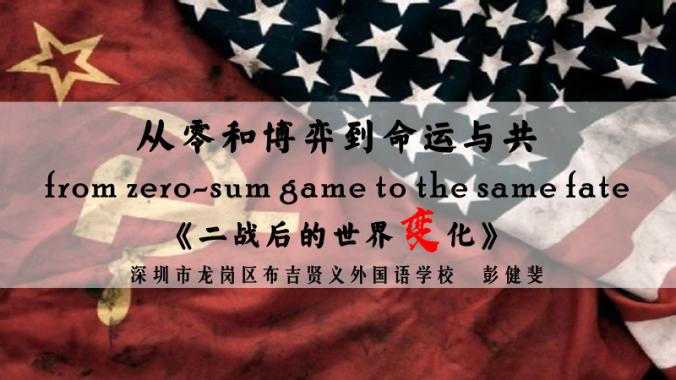 从零和博弈到命运与共
from zero-sum game to the same fate
《二战后的世界变化》
深圳市龙岗区布吉贤义外国语学校 彭健斐